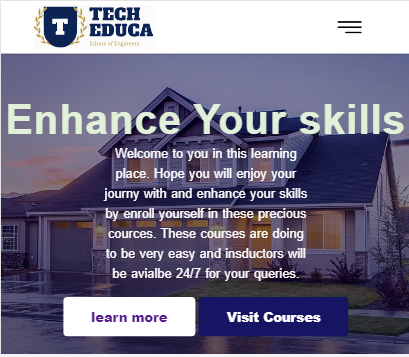 T
TECH
EDUCA
School of Engineers
Enhance Your skills
Welcome to you in this learning
place. Hope you will enjoy your
journy with and enhance your skills
by enroll yourself in these precious
cources. These courses are doing
to be very easy and insductors will
be avialbe 24/7 for your queries.
learn more
Visit Courses